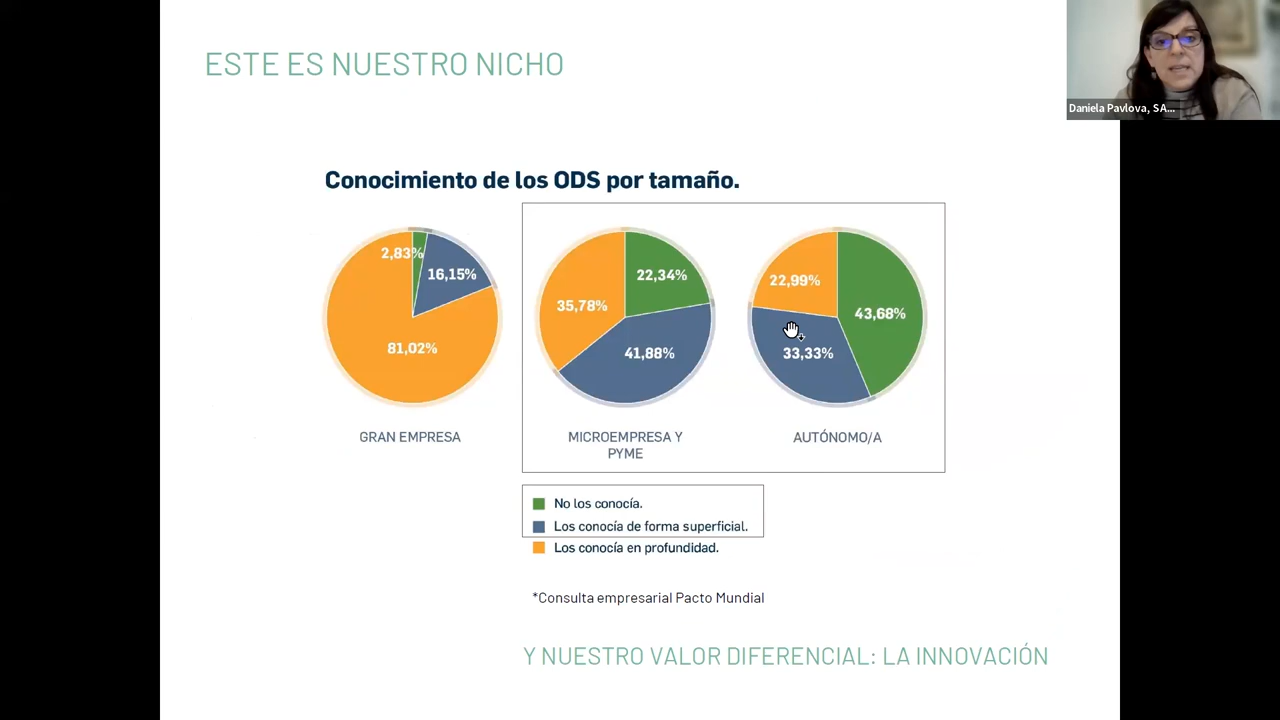 ESTE ES NUESTRO NICHO
Daniela Pavlova, SA...
Conocimiento de los ODS por tamaño.
2,83%
16,15%
81,02%
22,34%
35,78%
41,88%
22,99%
43,68%
33,33%
GRAN EMPRESA
MICROEMPRESA Y
PYME
AUTÓNOMO/A
No los conocía.
Los conocía de forma superficial.
Los conocía en profundidad.
*Consulta empresarial Pacto Mundial
Y NUESTRO VALOR DIFERENCIAL: LA INNOVACIÓN